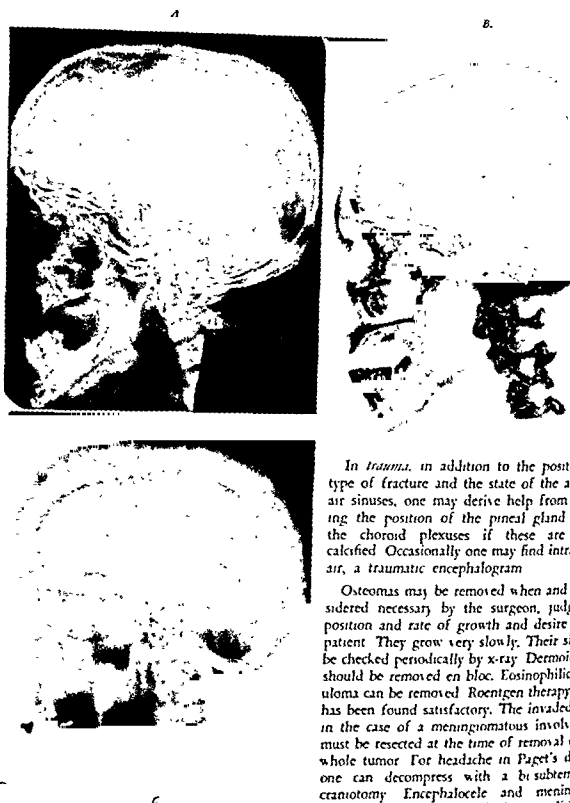 A
B.
In trauma, in addition to the posit
type of fracture and the state of the a
air sinuses, one may derive help from
ing the position of the pineal gland
the choroid plexuses if these are
calcified Occasionally one may find intr
air, a traumatic encephalogram
Osteomas may be removed when and
sidered necessary by the surgeon, judg
position and rate of growth and desire
patient They grow very slowly. Their si
be checked periodically by x-ray Dermoi
should be removed en bloc. Eosinophilic
uloma can be removed Roentgen therapy
has been found satisfactory. The invaded
in the case of a meningiomatous involv
must be resected at the time of removal
whole tumor For headache in Paget's d
one can decompress with a bi subtem
craniotomy Encephalocele and menin
C